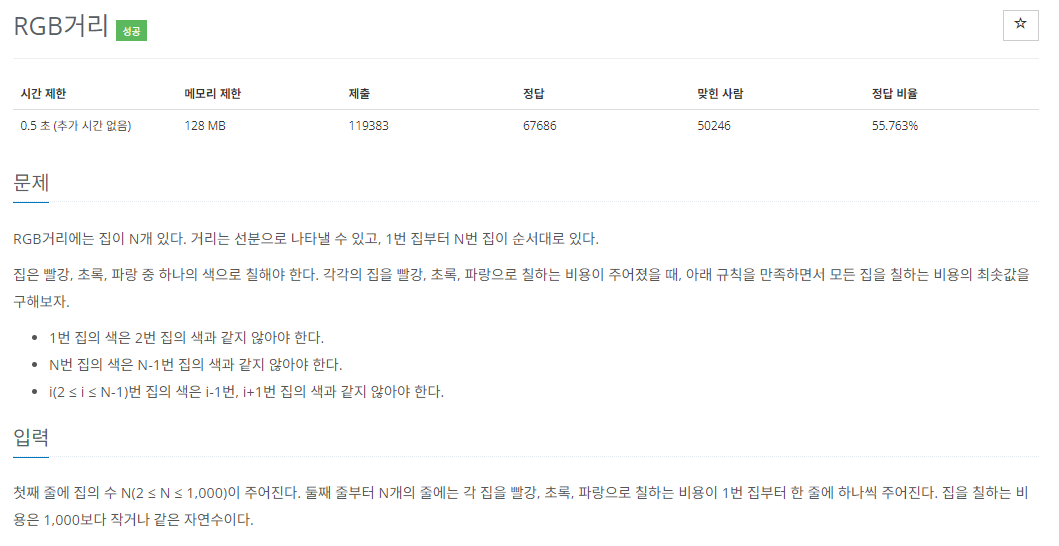 RGB거리 성공
☆
시간 제한 메모리 제한 제출 정답 맞힌 사람 정답 비율
0.5 초 (추가 시간 없음) 128 MB 119383 67686 50246 55.763%
문제
RGB거리에는 집이 N개 있다. 거리는 선분으로 나타낼 수 있고, 1번 집부터 N번 집이 순서대로 있다.
집은 빨강, 초록, 파랑 중 하나의 색으로 칠해야 한다. 각각의 집을 빨강, 초록, 파랑으로 칠하는 비용이 주어졌을 때, 아래 규칙을 만족하면서 모든 집을 칠하는 비용의 최솟값을
구해보자.
• 1번 집의 색은 2번 집의 색과 같지 않아야 한다.
• N번 집의 색은 N-1번 집의 색과 같지 않아야 한다.
• i(2 ≤ i ≤ N-1)번 집의 색은 i-1번, i+1번 집의 색과 같지 않아야 한다.
입력
첫째 줄에 집의 수 N(2 ≤ N ≤ 1,000)이 주어진다. 둘째 줄부터 N개의 줄에는 각 집을 빨강, 초록, 파랑으로 칠하는 비용이 1번 집부터 한 줄에 하나씩 주어진다. 집을 칠하는 비
용은 1,000보다 작거나 같은 자연수이다.